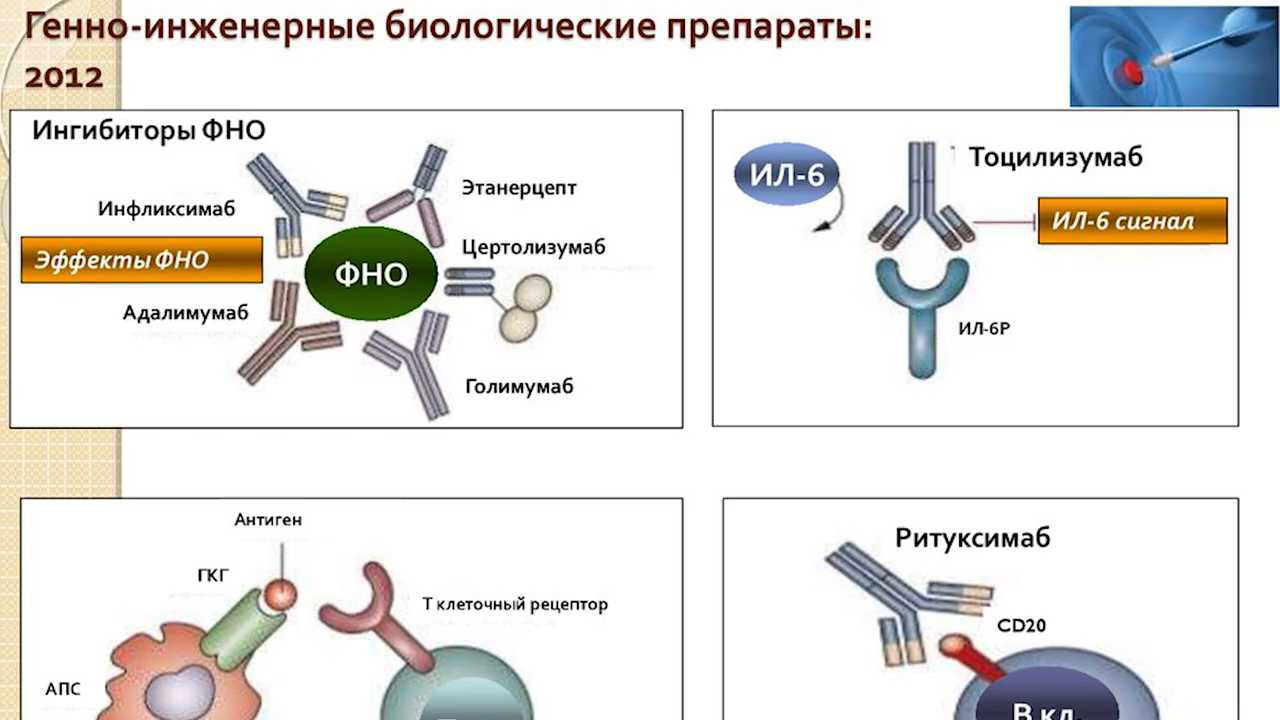 Генно-инженерные биологические препараты:
2012
Ингибиторы ФНО
Инфликсимаб
Этанерцепт
Эффекты ФНО
ФНО
Цертолизумаб
Адалимумаб
Голимумаб
ИЛ-6
Тоцилизумаб
ИЛ-6 сигнал
ИЛ-6Р
Антиген
ГКГ
Т клеточный рецептор
АПС
Ритуксимаб
CD20
В кл.